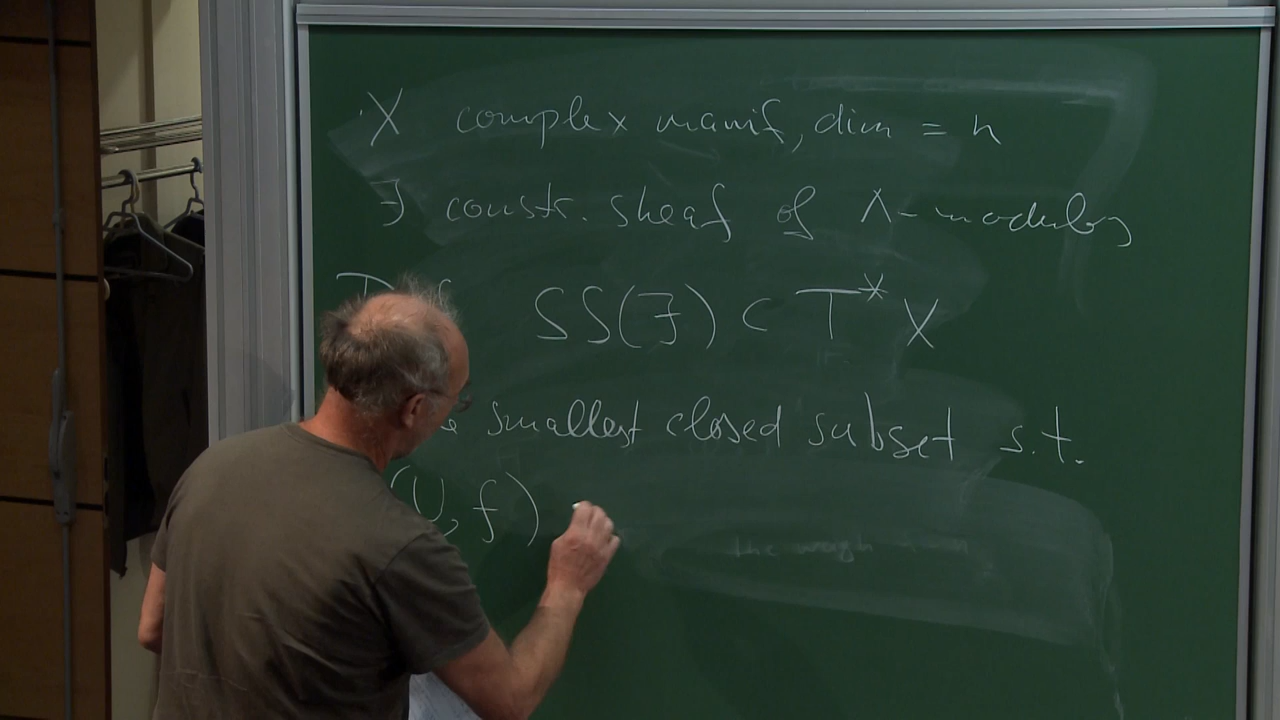 X complex manif, dim = n
F constr. sheaf of Λ-modules
SS(F) ⊂ T*X
smallest closed subset s.t.
(U, f)